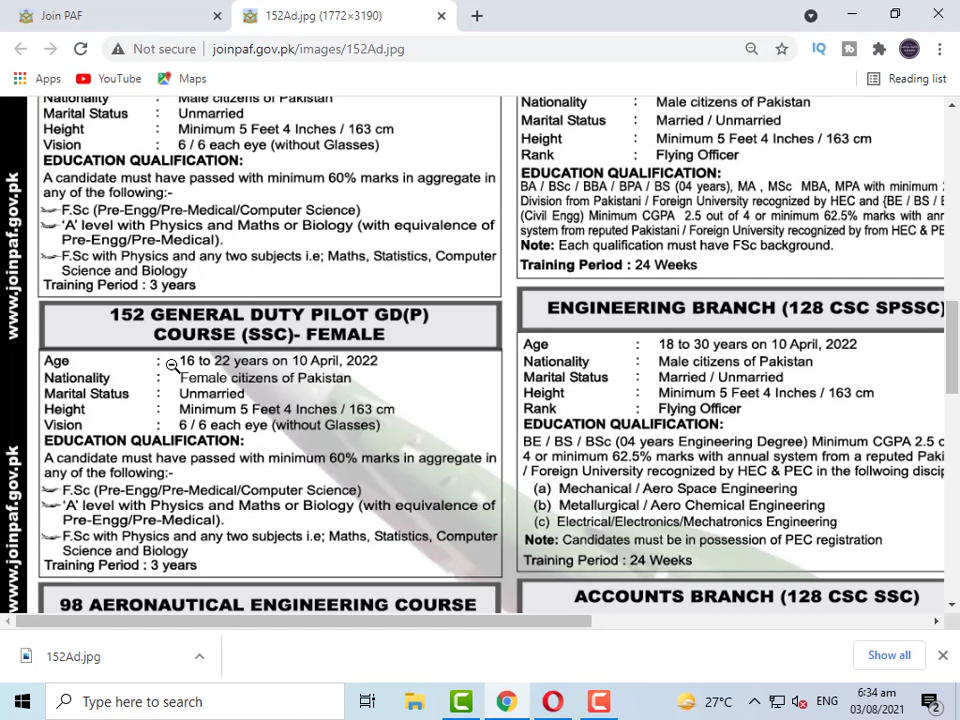 Join PAF
152Ad.jpg (1772×3190)
Not secure
joinpaf.gov.pk/images/152Ad.jpg
IQ
Apps
YouTube
Maps
Reading list
www.joinpaf.gov.pk
www.joinpaf.gov.pk
Nationality : Male citizens of Pakistan
Marital Status : Unmarried
Height : Minimum 5 Feet 4 Inches / 163 cm
Vision : 6 / 6 each eye (without Glasses)
EDUCATION QUALIFICATION:
A candidate must have passed with minimum 60% marks in aggregate in
any of the following:-
F.Sc (Pre-Engg/Pre-Medical/Computer Science)
'A' level with Physics and Maths or Biology (with equivalence of
Pre-Engg/Pre-Medical).
F.Sc with Physics and any two subjects i.e; Maths, Statistics, Computer
Science and Biology
Training Period : 3 years
152 GENERAL DUTY PILOT GD(P)
COURSE (SSC)- FEMALE
Age : 16 to 22 years on 10 April, 2022
Nationality : Female citizens of Pakistan
Marital Status : Unmarried
Height : Minimum 5 Feet 4 Inches / 163 cm
Vision : 6 / 6 each eye (without Glasses)
EDUCATION QUALIFICATION:
A candidate must have passed with minimum 60% marks in aggregate in
any of the following:-
F.Sc (Pre-Engg/Pre-Medical/Computer Science)
'A' level with Physics and Maths or Biology (with equivalence of
Pre-Engg/Pre-Medical).
F.Sc with Physics and any two subjects i.e; Maths, Statistics, Computer
Science and Biology
Training Period : 3 years
98 AERONAUTICAL ENGINEERING COURSE
Nationality : Male citizens of Pakistan
Marital Status : Married / Unmarried
Height : Minimum 5 Feet 4 Inches / 163 cm
Rank : Flying Officer
EDUCATION QUALIFICATION:
BA / BSc / BBA / BPA / BS (04 years), MA , MSc MBA, MPA with minimum 2
Division from Pakistani / Foreign University recognized by HEC and {BE / BS / B
(Civil Engg) Minimum CGPA 2.5 out of 4 or minimum 62.5% marks with ann
system from reputed Pakistani / Foreign University recognized by from HEC & PE
Note: Each qualification must have FSc background.
Training Period : 24 Weeks
ENGINEERING BRANCH (128 CSC SPSSC)
Age : 18 to 30 years on 10 April, 2022
Nationality : Male citizens of Pakistan
Marital Status : Married / Unmarried
Height : Minimum 5 Feet 4 Inches / 163 cm
Rank : Flying Officer
EDUCATION QUALIFICATION:
BE / BS / BSc (04 years Engineering Degree) Minimum CGPA 2.5 o
4 or minimum 62.5% marks with annual system from a reputed Paki
/ Foreign University recognized by HEC & PEC in the follwoing discip
(a) Mechanical / Aero Space Engineering
(b) Metallurgical / Aero Chemical Engineering
(c) Electrical/Electronics/Mechatronics Engineering
Note: Candidates must be in possession of PEC registration
Training Period : 24 Weeks
ACCOUNTS BRANCH (128 CSC SSC)
152Ad.jpg
Show all
Type here to search
27°C
ENG
6:34 am
03/08/2021
2